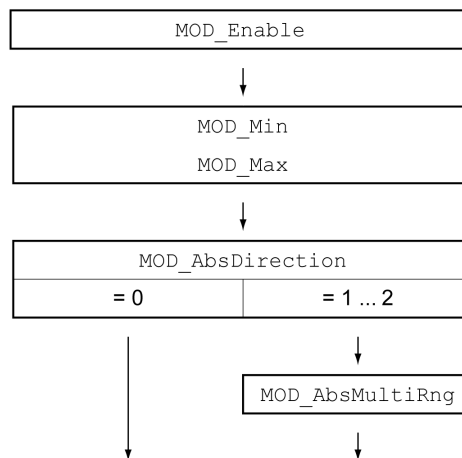 MOD_Enable
MOD_Min
MOD_Max
MOD_AbsDirection
= 0
= 1 ... 2
MOD_AbsMultiRng